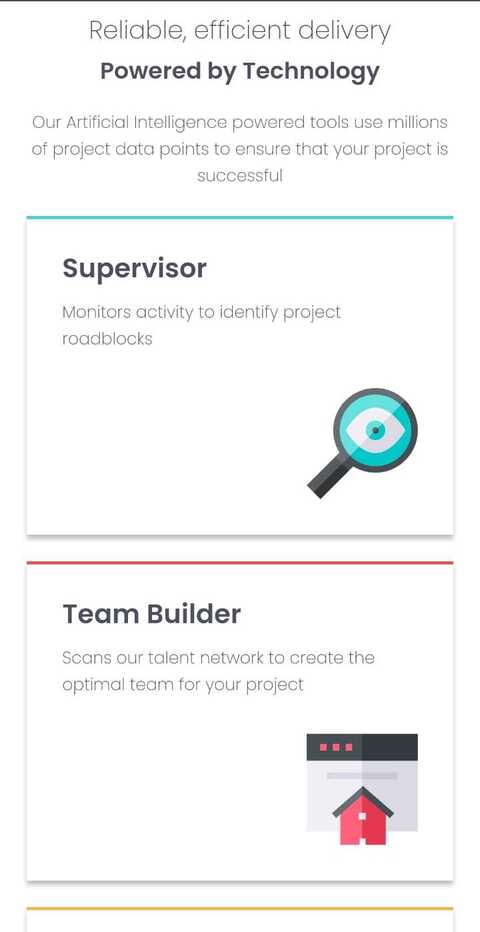 Reliable, efficient delivery
Powered by Technology
Our Artificial Intelligence powered tools use millions
of project data points to ensure that your project is
successful
Supervisor
Monitors activity to identify project
roadblocks
Team Builder
Scans our talent network to create the
optimal team for your project